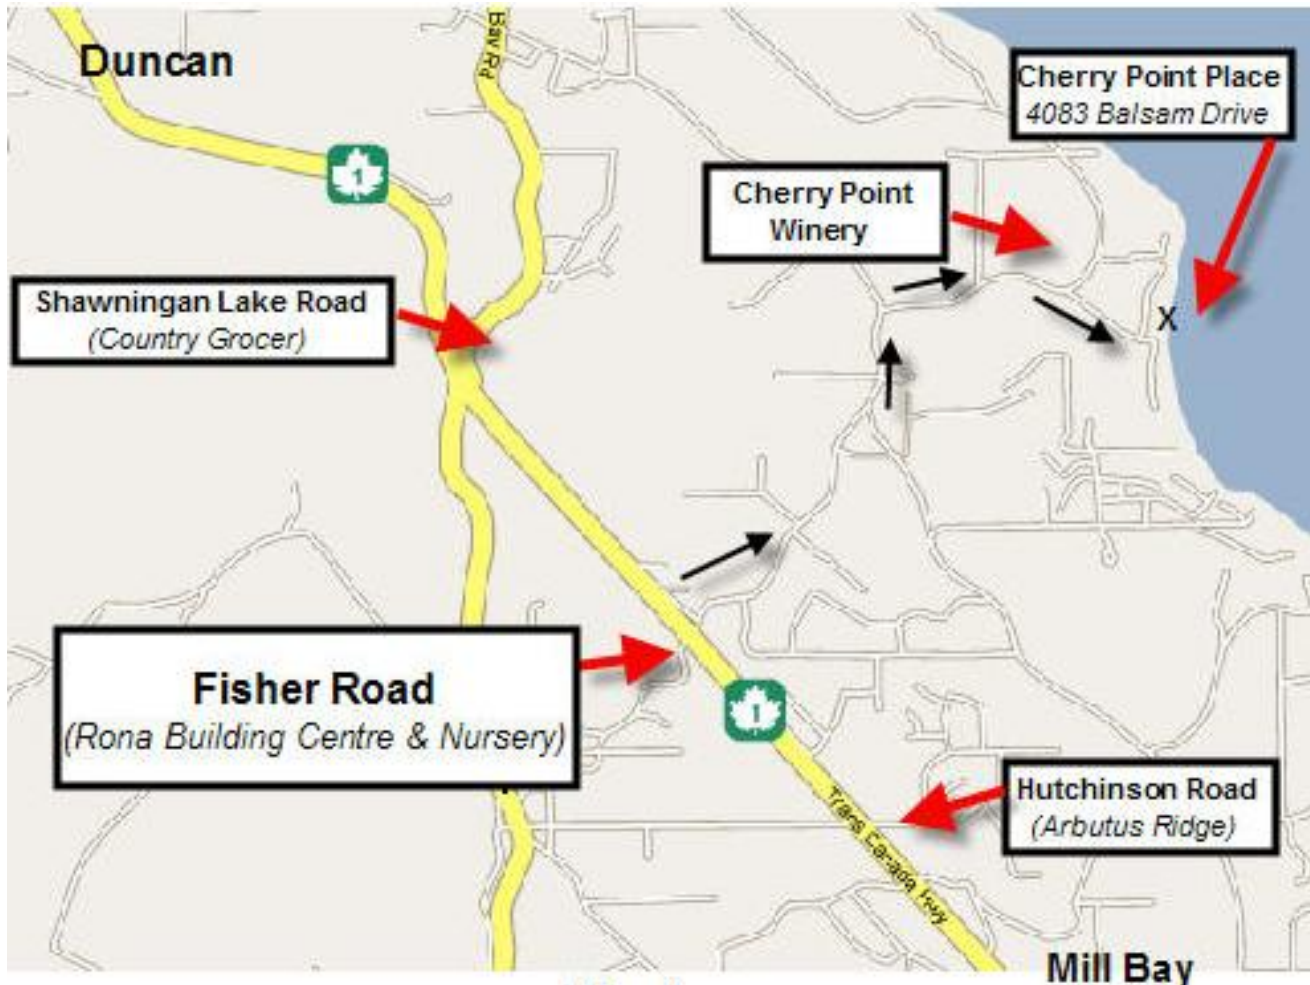 Duncan
Bay Rd
Cherry Point Place
4083 Balsam Drive
1
Cherry Point
Winery
Shawningan Lake Road
(Country Grocer)
X
Fisher Road
(Rona Building Centre & Nursery)
1
Trans Canada Hwy
Hutchinson Road
(Arbutus Ridge)
Mill Bay